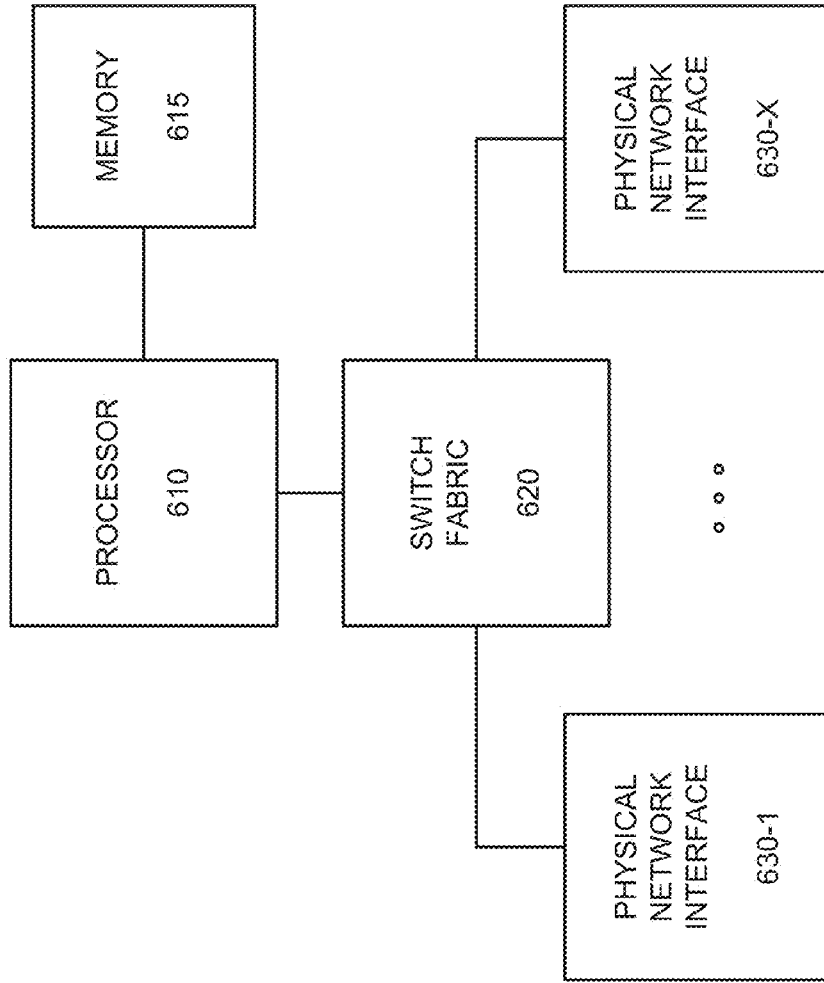 PROCESSOR
610
MEMORY
615
SWITCH
FABRIC
620
PHYSICAL
NETWORK
INTERFACE
630-1
PHYSICAL
NETWORK
INTERFACE
630-X